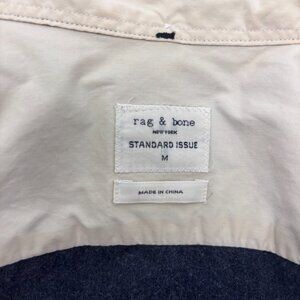 rag & bone
NEW YORK
STANDARD ISSUE
M
MADE IN CHINA